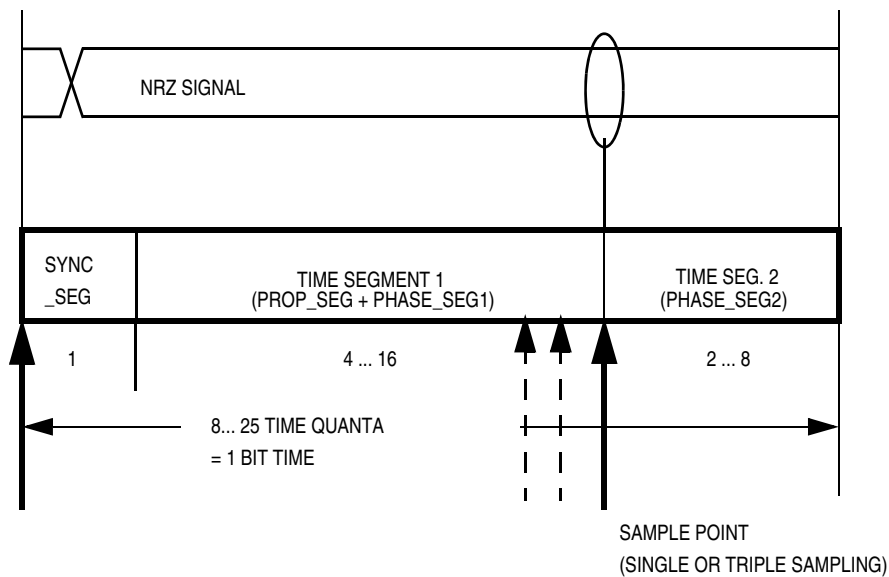 NRZ SIGNAL
SYNC
_SEG
TIME SEGMENT 1
(PROP_SEG + PHASE_SEG1)
TIME SEG. 2
(PHASE_SEG2)
1
4 ... 16
2 ... 8
8... 25 TIME QUANTA
= 1 BIT TIME
SAMPLE POINT
(SINGLE OR TRIPLE SAMPLING)